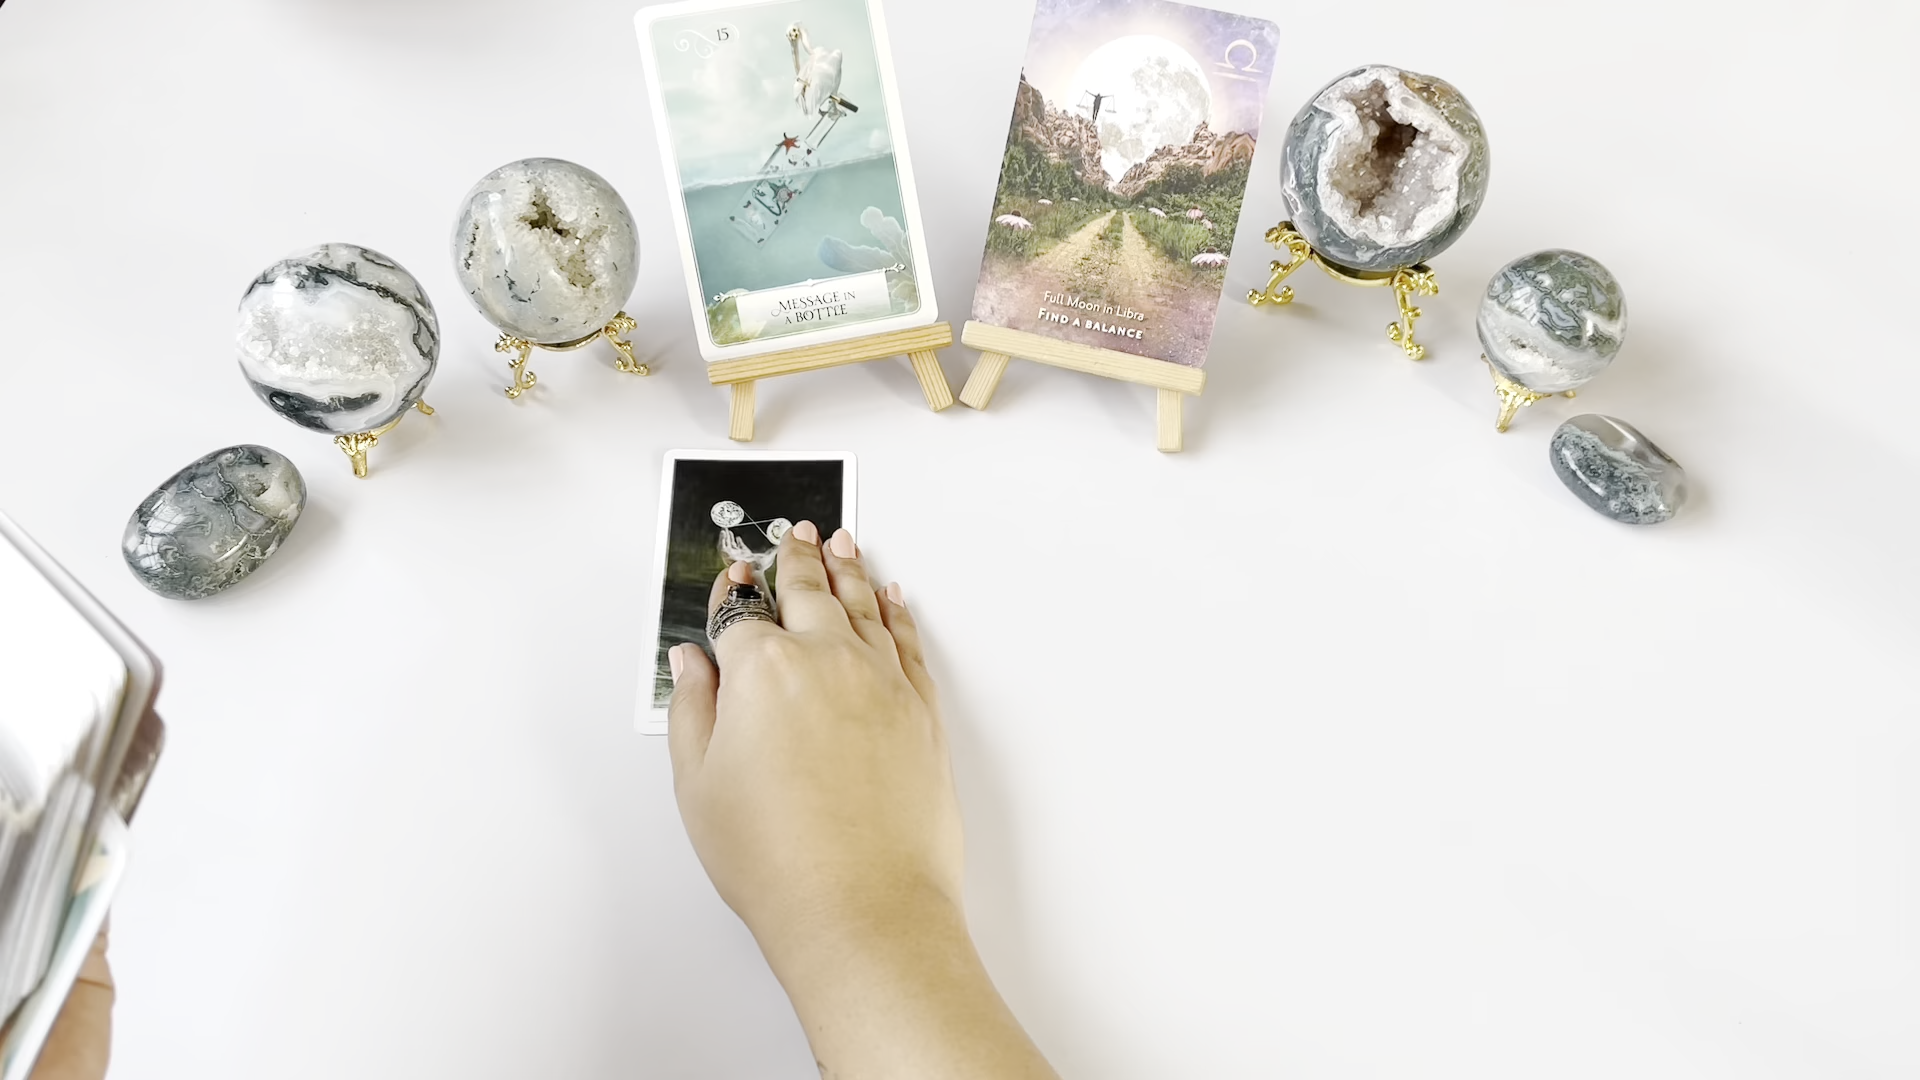 15
MESSAGE IN
A BOTTLE
Full Moon in Libra
FIND A BALANCE